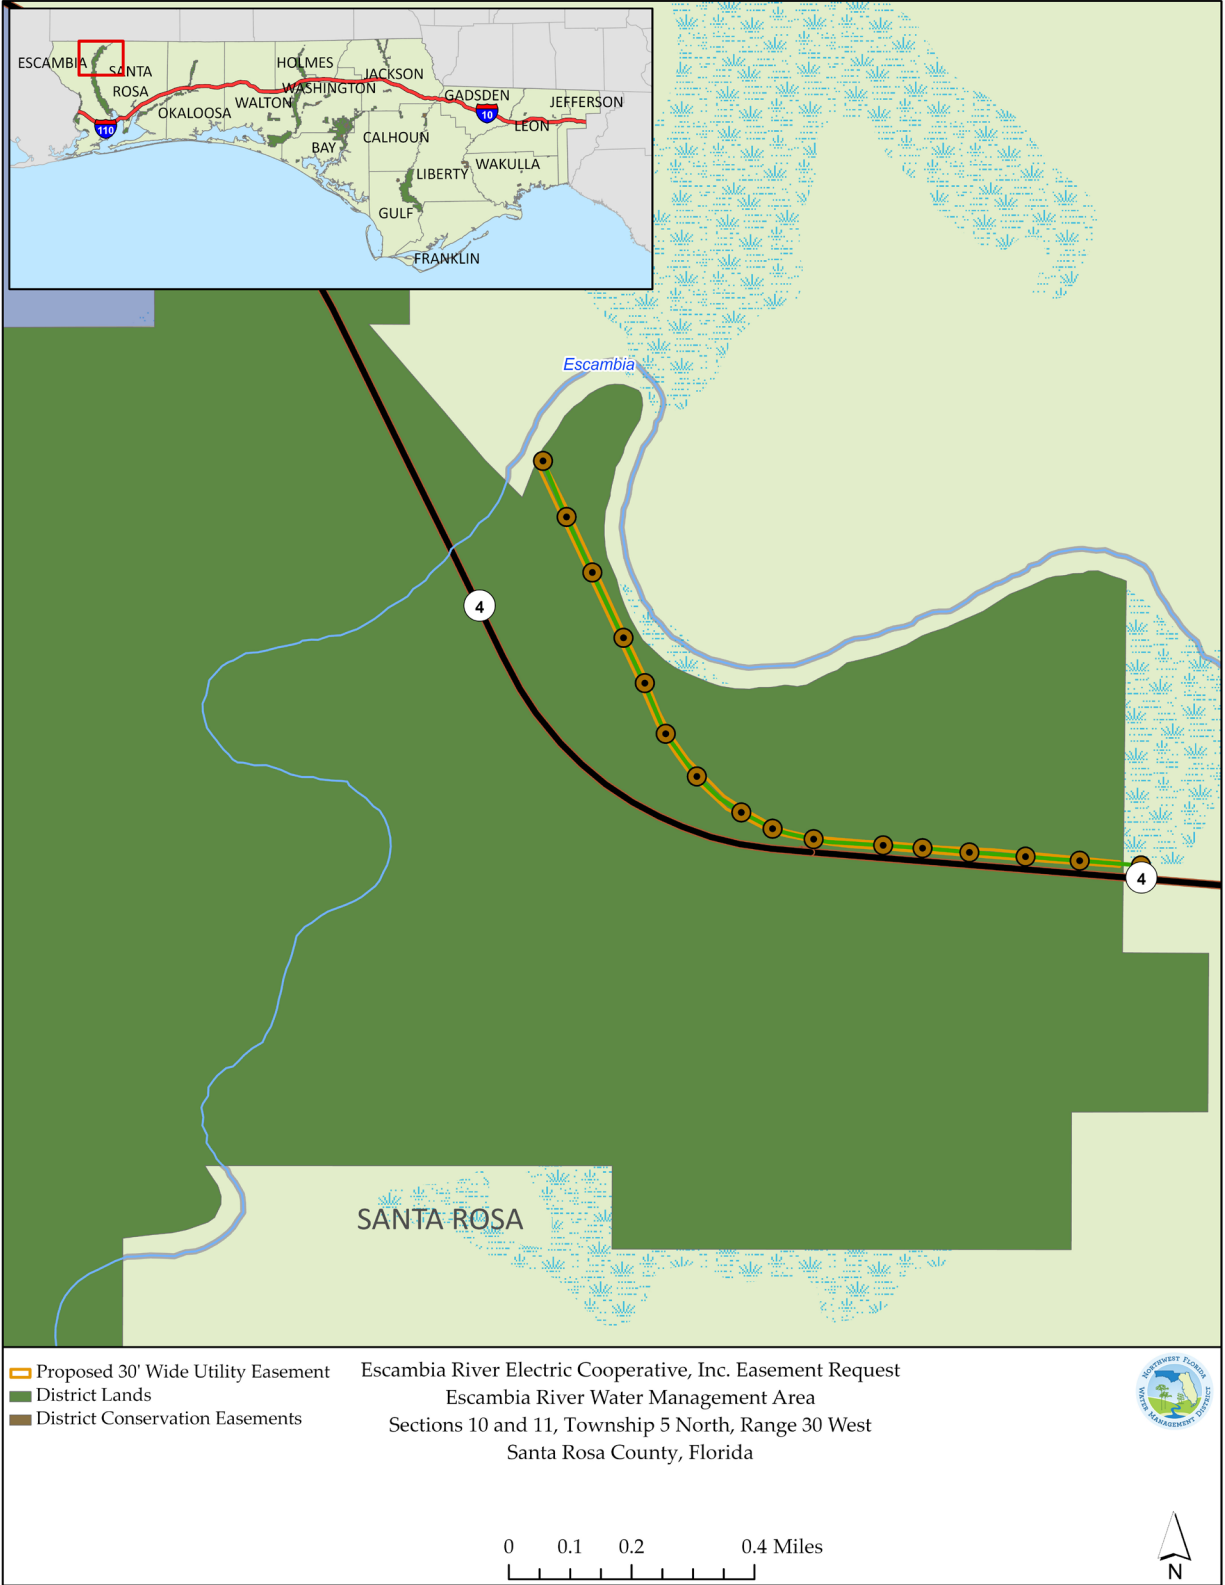 ESCAMBIA
SANTA
ROSA
OKALOOSA
WALTON
HOLMES
WASHINGTON
JACKSON
BAY
CALHOUN
GADSDEN
JEFFERSON
LEON
LIBERTY
WAKULLA
GULF
FRANKLIN
110
10
Escambia
4
4
SANTA ROSA
Proposed 30' Wide Utility Easement
District Lands
District Conservation Easements
Escambia River Electric Cooperative, Inc. Easement Request
Escambia River Water Management Area
Sections 10 and 11, Township 5 North, Range 30 West
Santa Rosa County, Florida
NORTHWEST FLORIDA
WATER MANAGEMENT DISTRICT
0 0.1 0.2 0.4 Miles
N